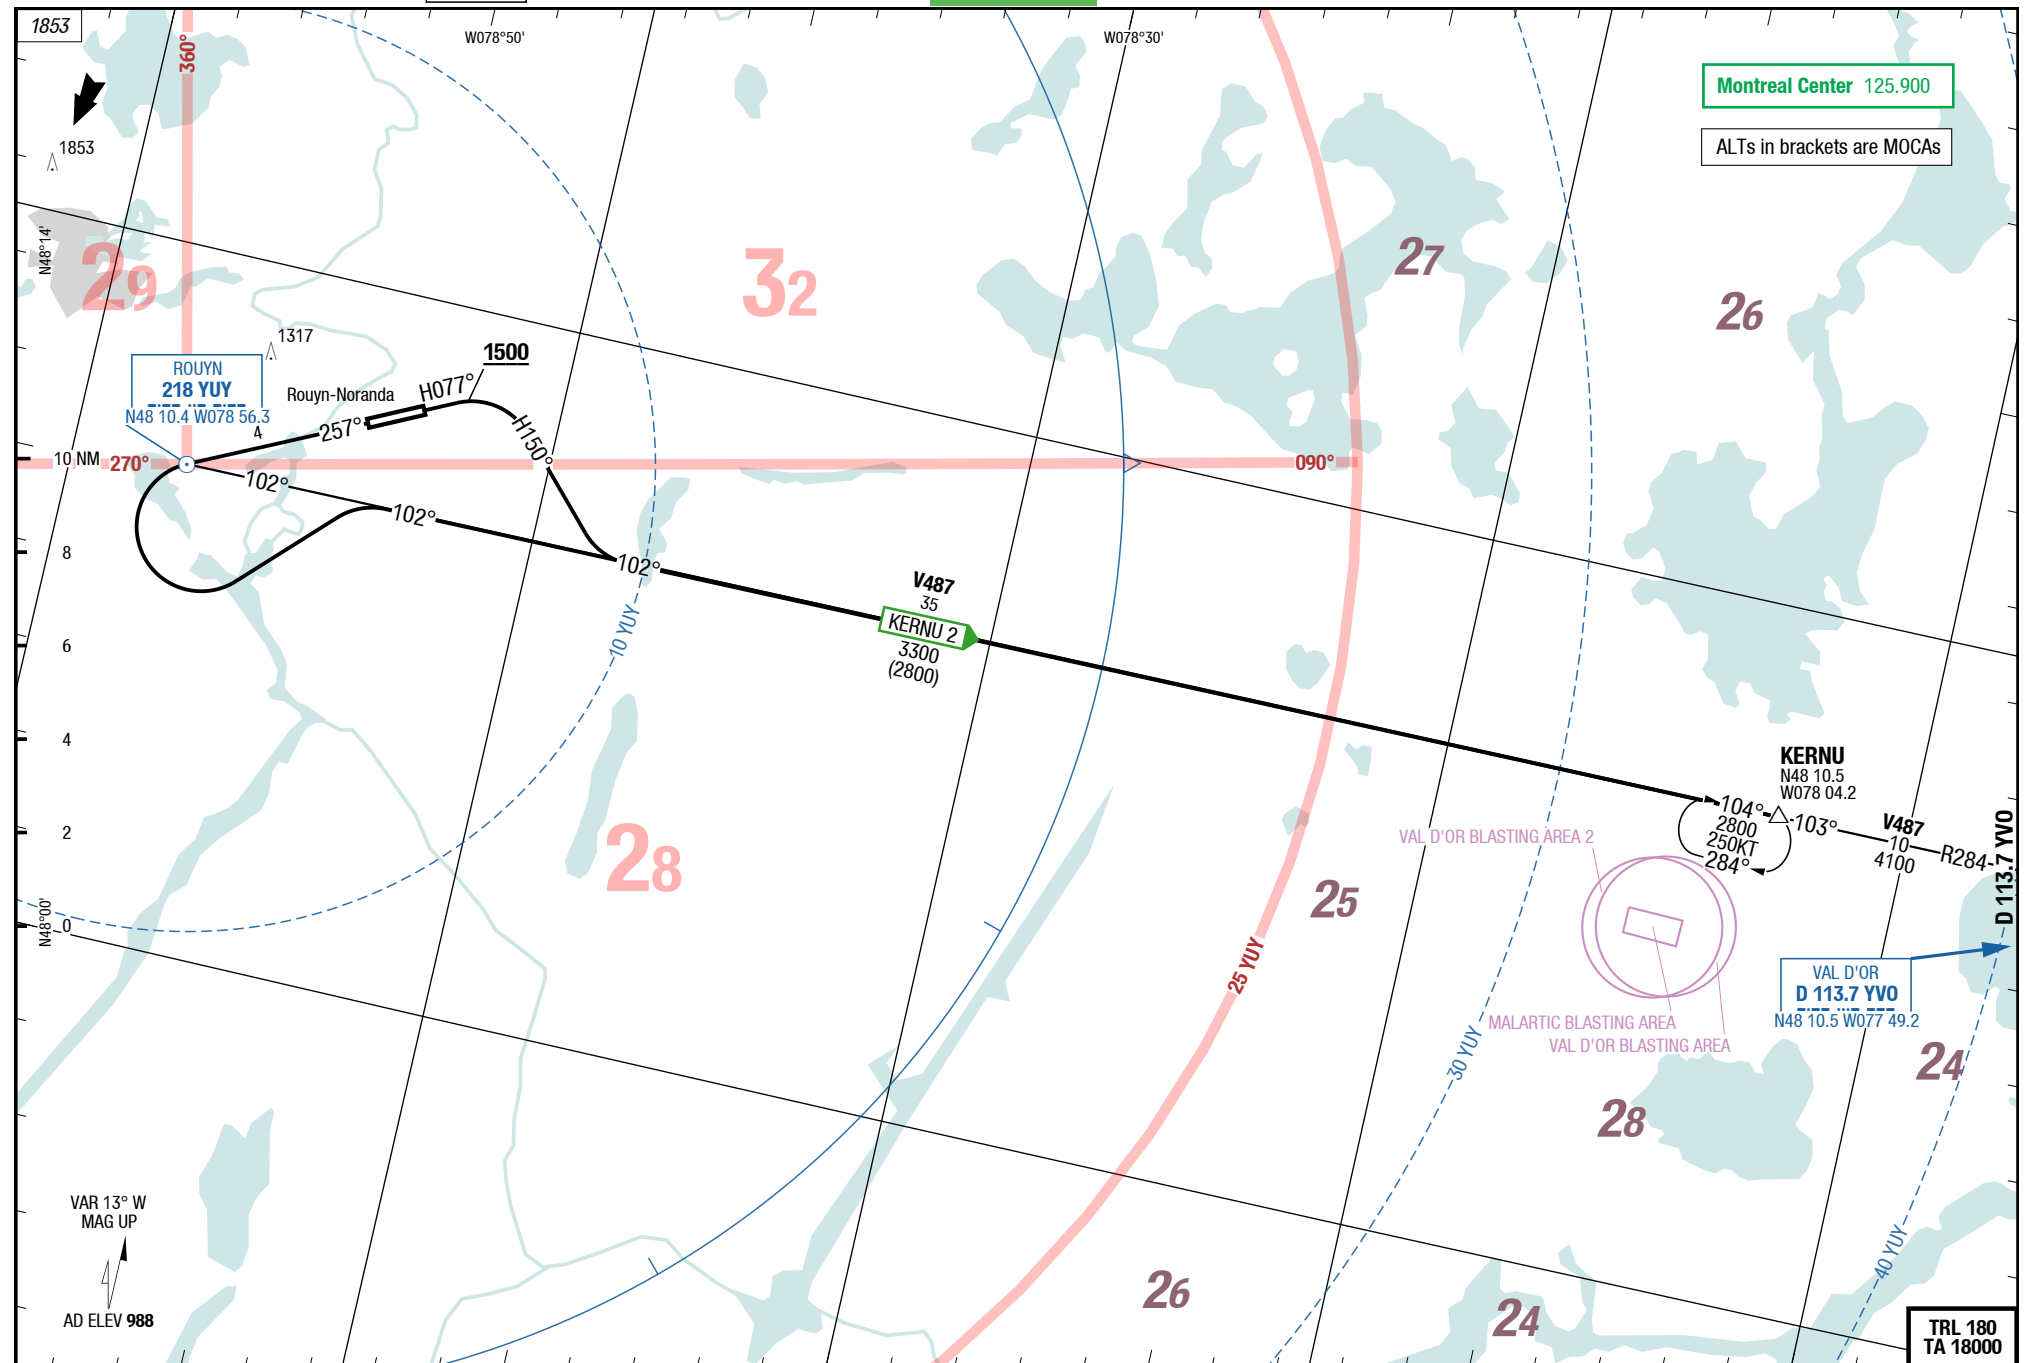 1853
360°
W078°50'
W078°30'
Montreal Center 125.900
ALTs in brackets are MOCAs
1853
N48°14'
29
32
27
26
1317
ROUYN
218 YUY
N48 10.4 W078 56.3
Rouyn-Noranda
H077°
1500
4
257°
H150°
10 NM
270°
090°
102°
102°
102°
8
6
4
2
0
10 YUY
V487
35
KERNU 2
3300
(2800)
KERNU
N48 10.5
W078 04.2
104°
2800
250KT
284°
103°
V487
10
4100
R284
D 113.7 YVO
VAL D'OR BLASTING AREA 2
28
25
N48°00'
25 YUY
VAL D'OR
D 113.7 YVO
N48 10.5 W077 49.2
MALARTIC BLASTING AREA
VAL D'OR BLASTING AREA
30 YUY
24
28
VAR 13° W
MAG UP
AD ELEV 988
26
24
40 YUY
TRL 180
TA 18000